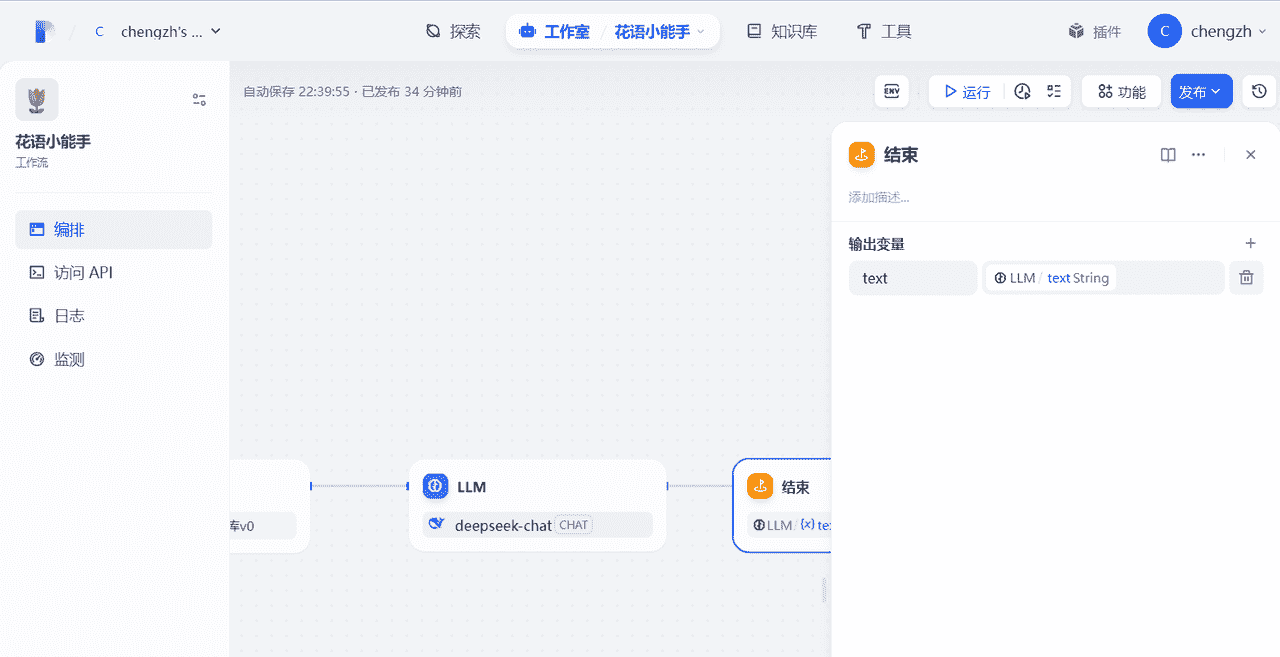 C chengzh's ... 探索 工作室 / 花语小能手 知识库 工具 插件 C chengzh
花语小能手
工作流
编排
访问 API
日志
监测
自动保存 22:39:55 · 已发布 34 分钟前
ENV 运行 功能 发布
库v0
LLM
deepseek-chat CHAT
结束
LLM / {x} te
结束
添加描述...
输出变量
text LLM / text String